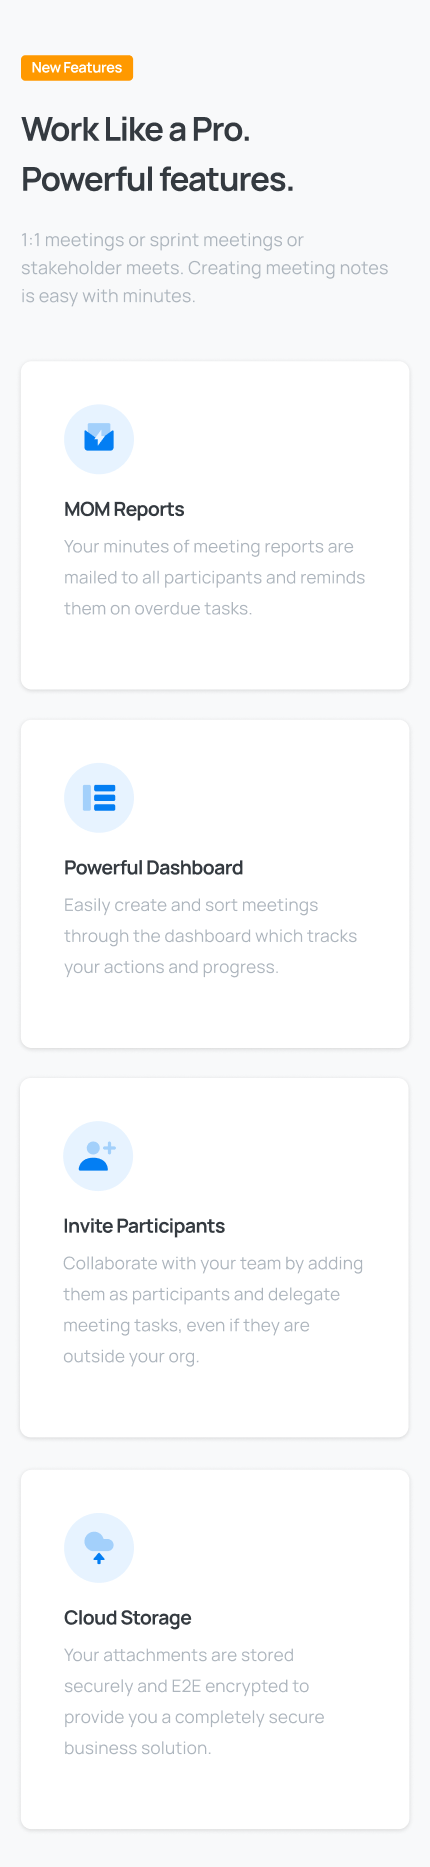 New Features
Work Like a Pro.
Powerful features.
1:1 meetings or sprint meetings or
stakeholder meets. Creating meeting notes
is easy with minutes.
MOM Reports
Your minutes of meeting reports are
mailed to all participants and reminds
them on overdue tasks.
Powerful Dashboard
Easily create and sort meetings
through the dashboard which tracks
your actions and progress.
Invite Participants
Collaborate with your team by adding
them as participants and delegate
meeting tasks, even if they are
outside your org.
Cloud Storage
Your attachments are stored
securely and E2E encrypted to
provide you a completely secure
business solution.